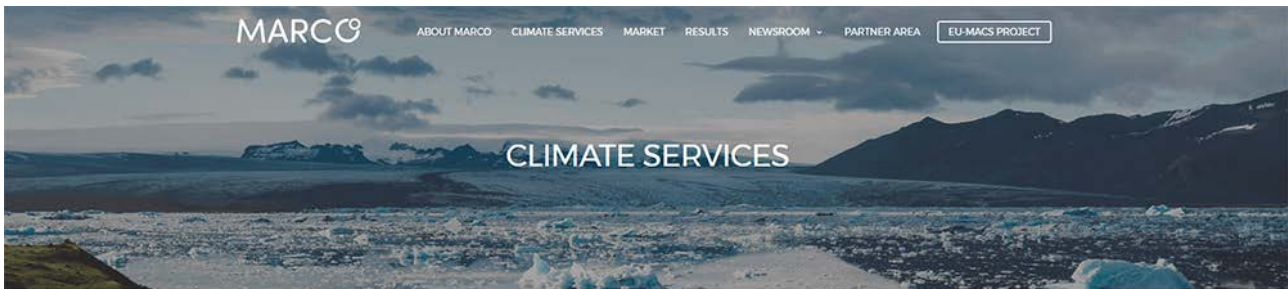 MARCO ABOUT MARCO CLIMATE SERVICES MARKET RESULTS NEWSROOM PARTNER AREA EU-MACS PROJECT
CLIMATE SERVICES